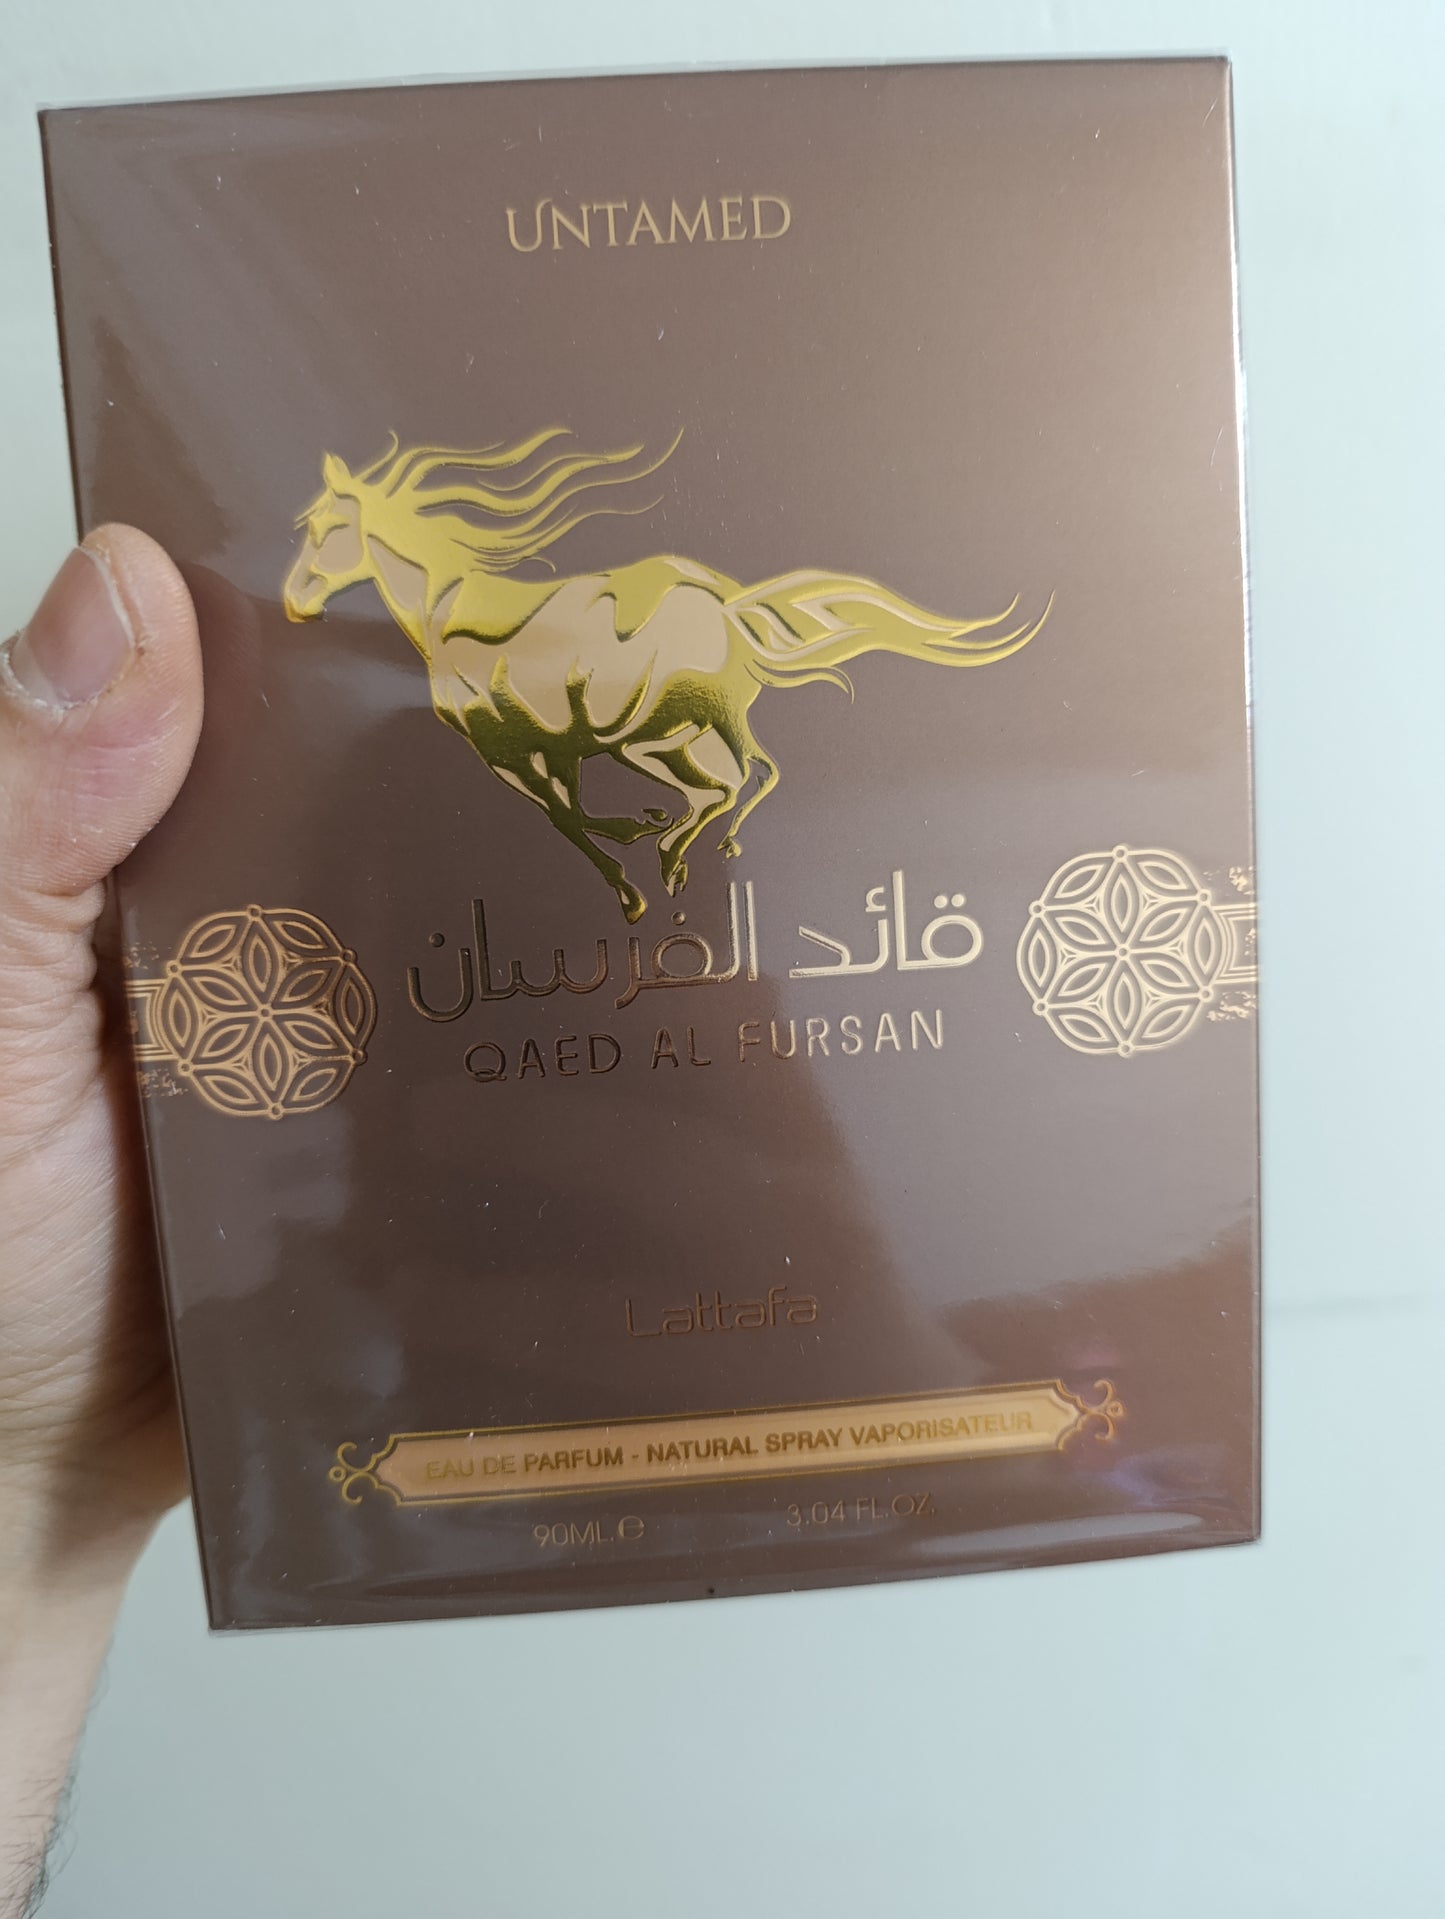 UNTAMED
قائد الفرسان
QAED AL FURSAN
Lattafa
EAU DE PARFUM - NATURAL SPRAY VAPORISATEUR
90ML.℮ 3.04 FL.OZ.